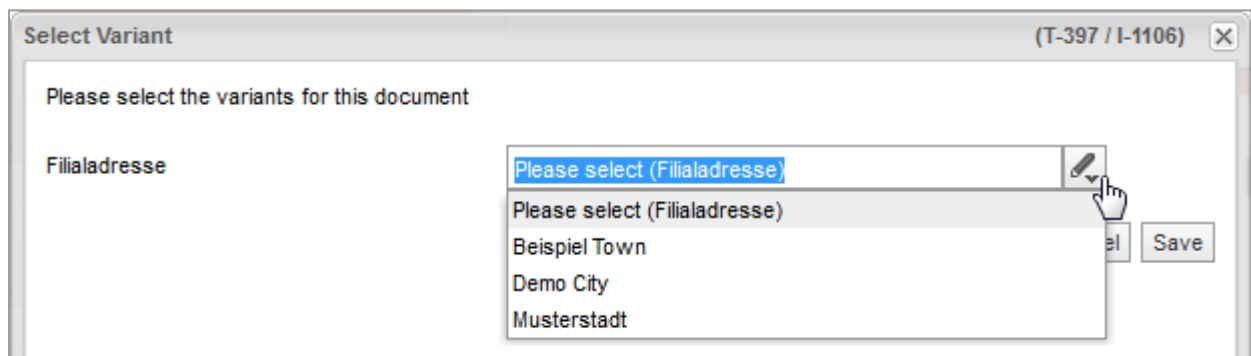 Select Variant (T-397 / I-1106)
Please select the variants for this document
Filialadresse Please select (Filialadresse)
Please select (Filialadresse)
Beispiel Town
Demo City
Musterstadt
Save